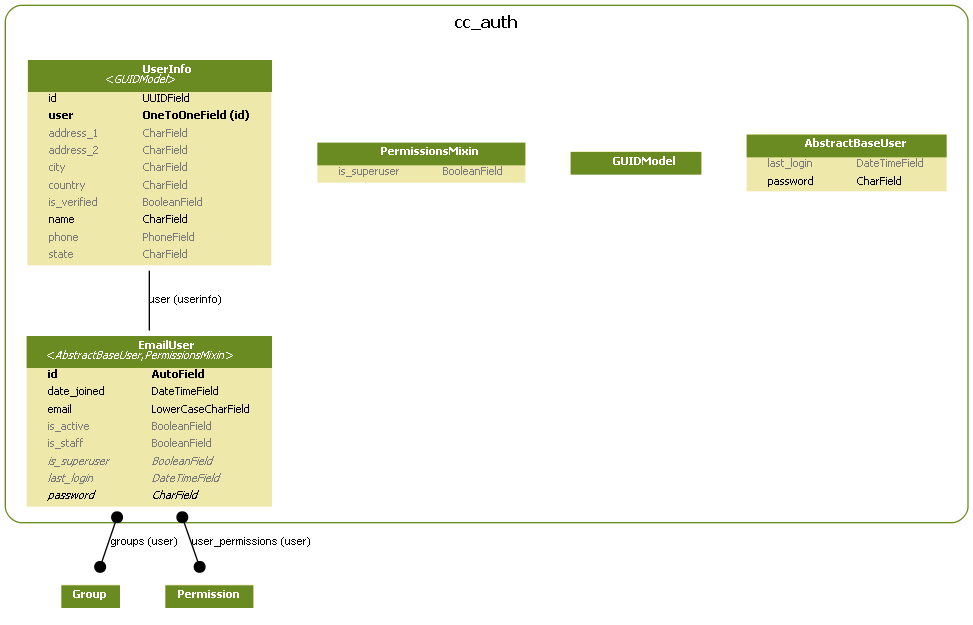 cc_auth
UserInfo
<GUIDModel>
id UUIDField
user OneToOneField (id)
address_1 CharField
address_2 CharField
city CharField
country CharField
is_verified BooleanField
name CharField
phone PhoneField
state CharField
PermissionsMixin
is_superuser BooleanField
GUIDModel
AbstractBaseUser
last_login DateTimeField
password CharField
user (userinfo)
EmailUser
<AbstractBaseUser,PermissionsMixin>
id AutoField
date_joined DateTimeField
email LowerCaseCharField
is_active BooleanField
is_staff BooleanField
is_superuser BooleanField
last_login DateTimeField
password CharField
groups (user) user_permissions (user)
Group Permission